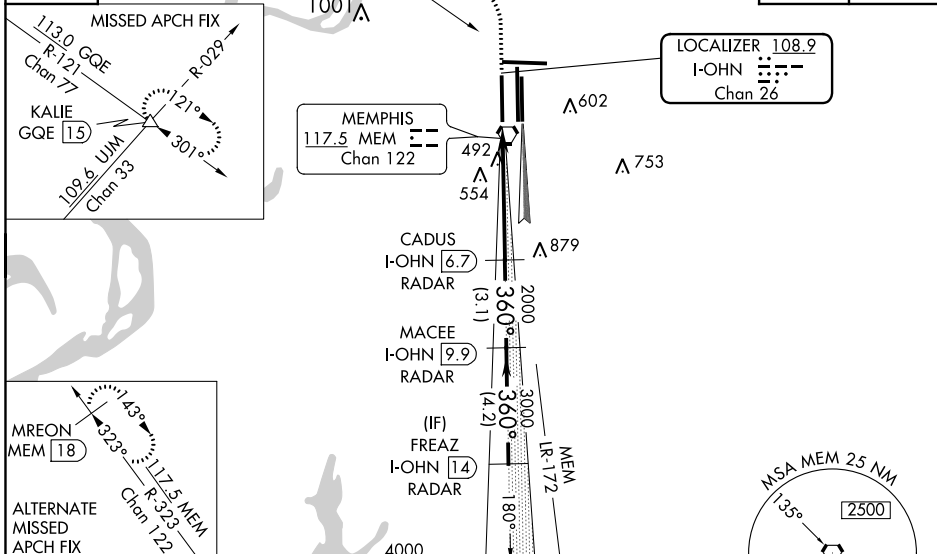 1001
MISSED APCH FIX
113.0 GQE
R-121
Chan 77
R-029
KALIE
GQE 15
121°
301°
109.6 UJM
Chan 33
LOCALIZER 108.9
I-OHN
Chan 26
602
MEMPHIS
117.5 MEM
Chan 122
492
554
753
879
CADUS
I-OHN 6.7
RADAR
2000
360°
(3.1)
MACEE
I-OHN 9.9
RADAR
3000
360°
(4.2)
(IF)
FREAZ
I-OHN 14
RADAR
MEM
LR-172
180°
4000
MREON
MEM 18
143°
323°
117.5 MEM
R-323
Chan 122
ALTERNATE
MISSED
APCH FIX
MSA MEM 25 NM
135°
2500